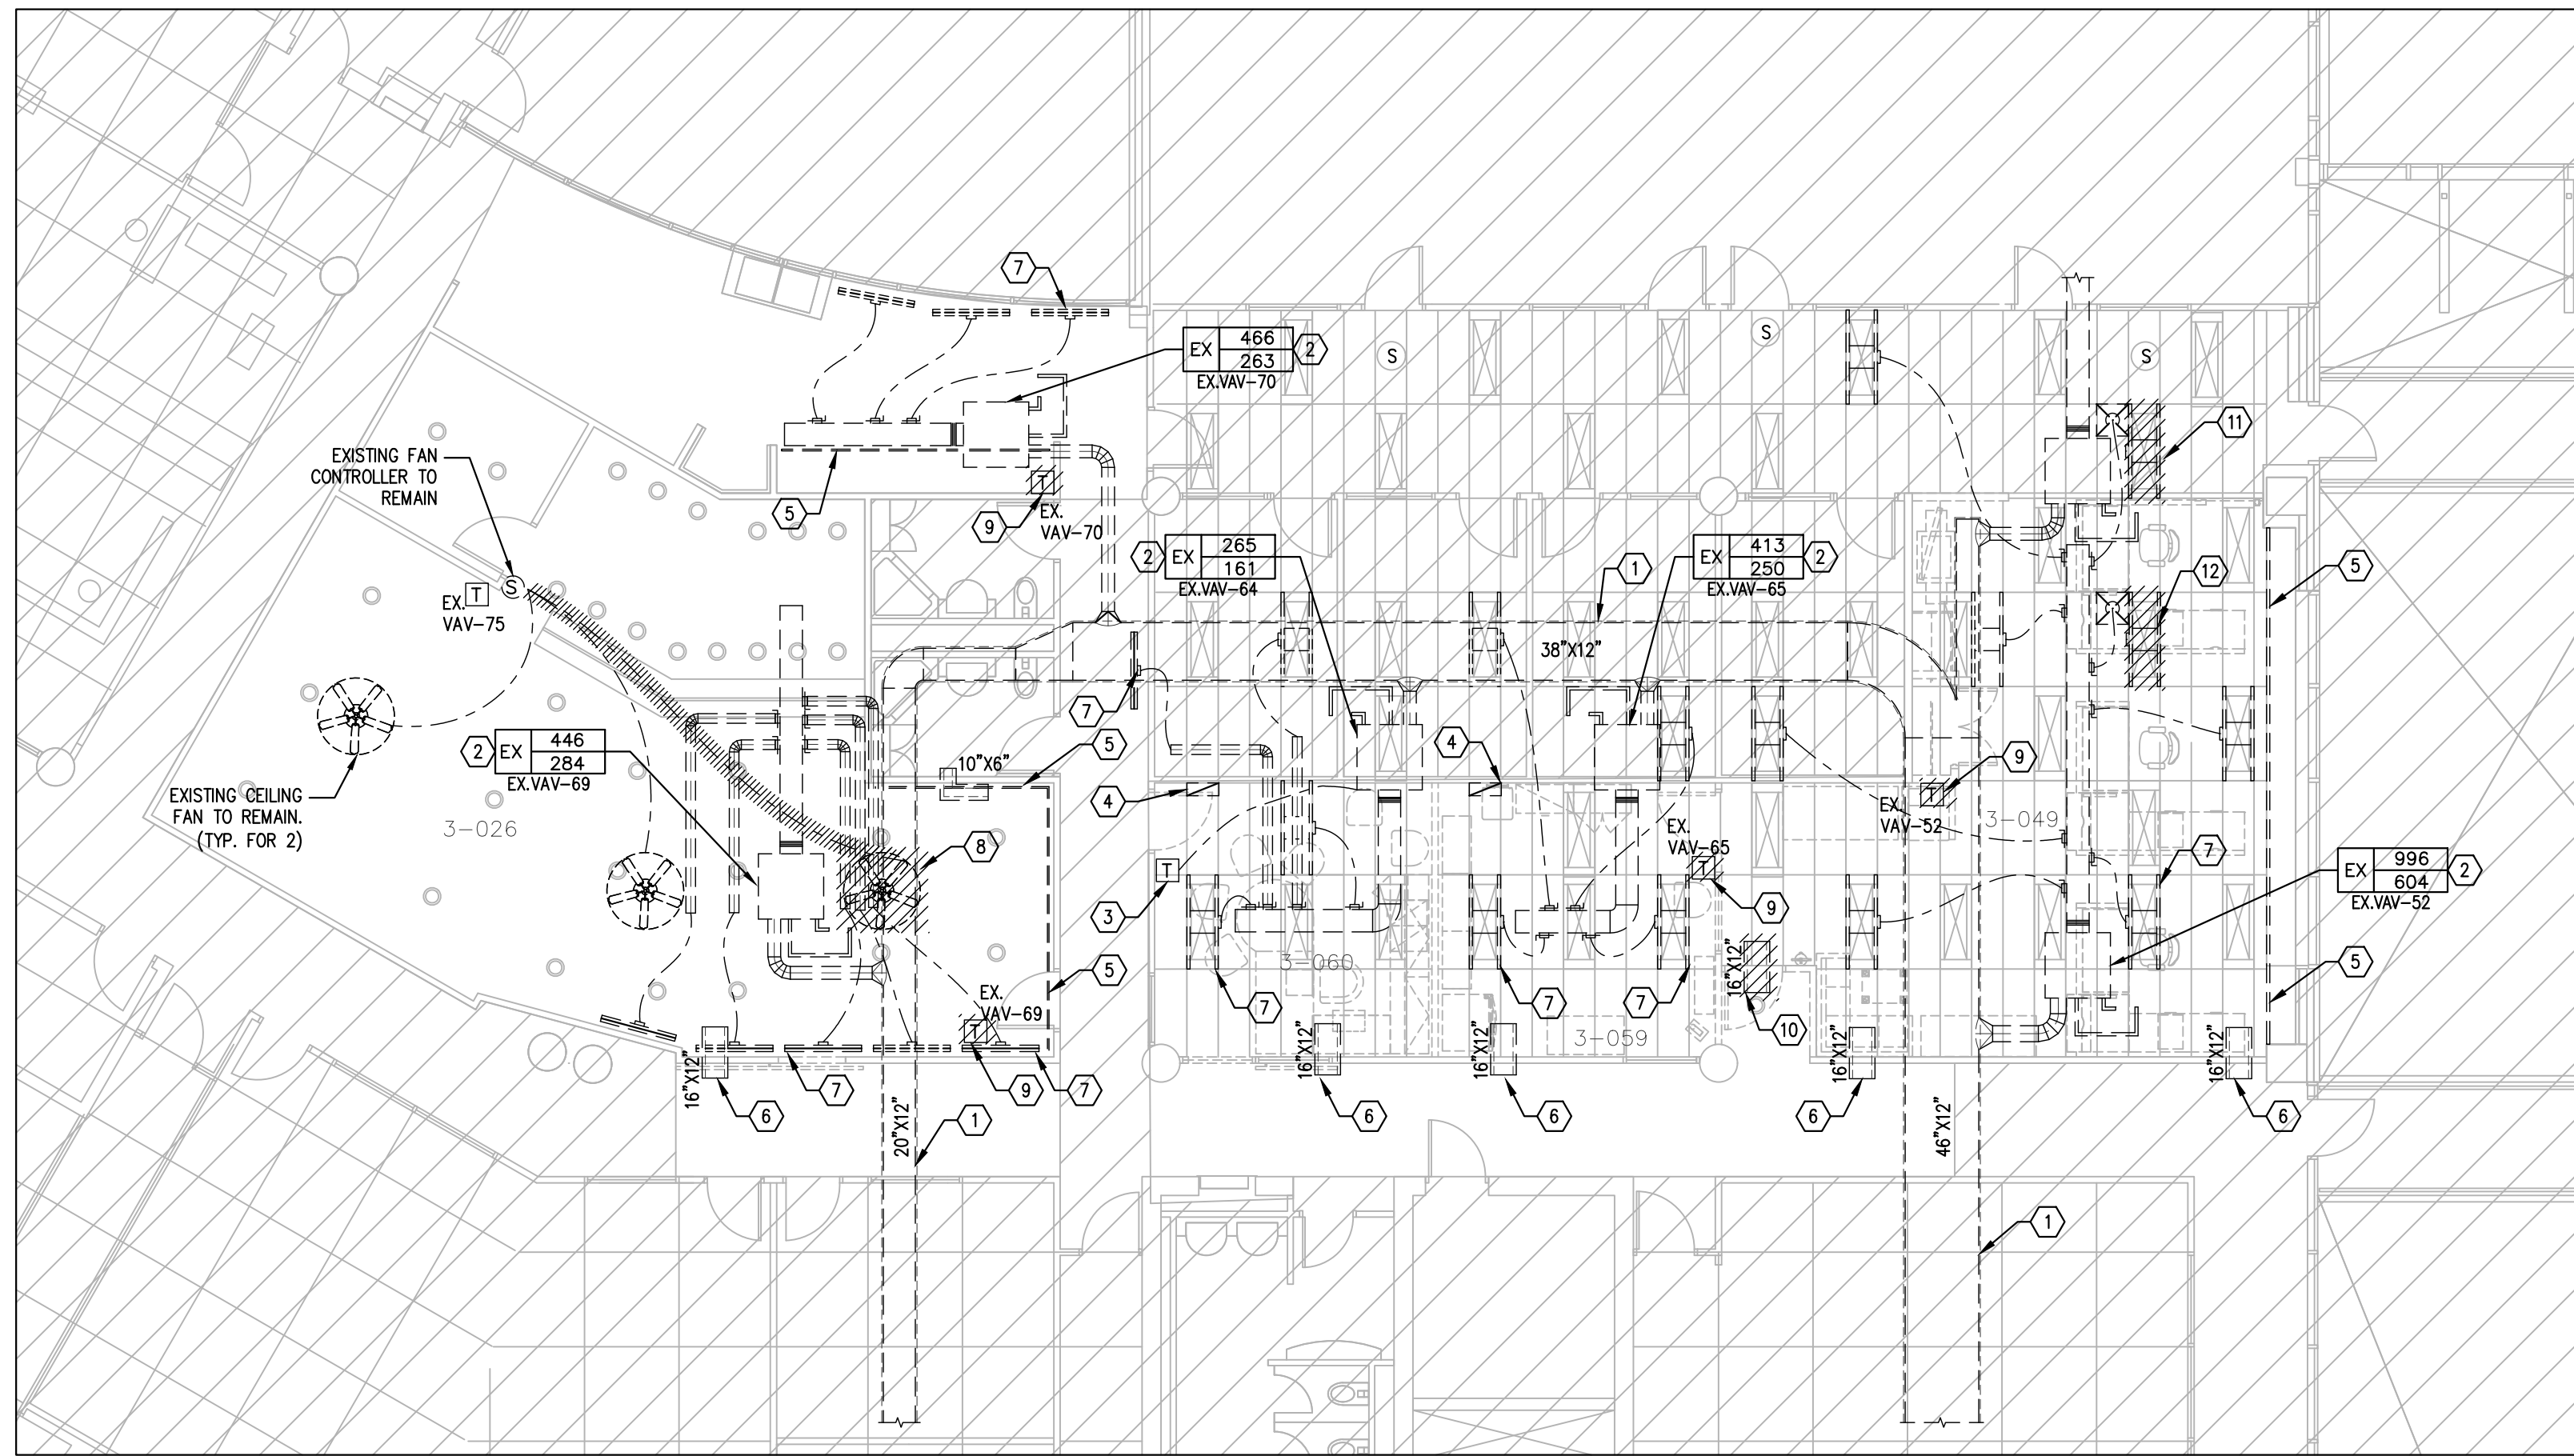 7
S
S
S
EX
466
263
2
EX.VAV-70
11
EXISTING FAN
CONTROLLER TO
REMAIN
T
5
9
EX.
VAV-70
2
EX
265
161
EX.VAV-64
1
EX
413
250
2
EX.VAV-65
12
5
EX.
T
VAV-75
S
38"X12"
7
2
EX
446
284
EX.VAV-69
10"X6"
5
4
4
9
T
EX.
VAV-52
3-049
EXISTING CEILING
FAN TO REMAIN.
(TYP. FOR 2)
3-026
8
T
3
EX.
VAV-65
T
9
7
EX
996
604
2
EX.VAV-52
5
3-060
16"X12"
5
EX.
VAV-69
T
7
7
7
10
3-059
16"X12"
16"X12"
16"X12"
16"X12"
16"X12"
6
7
9
7
6
6
6
6
20"X12"
1
46"X12"
1